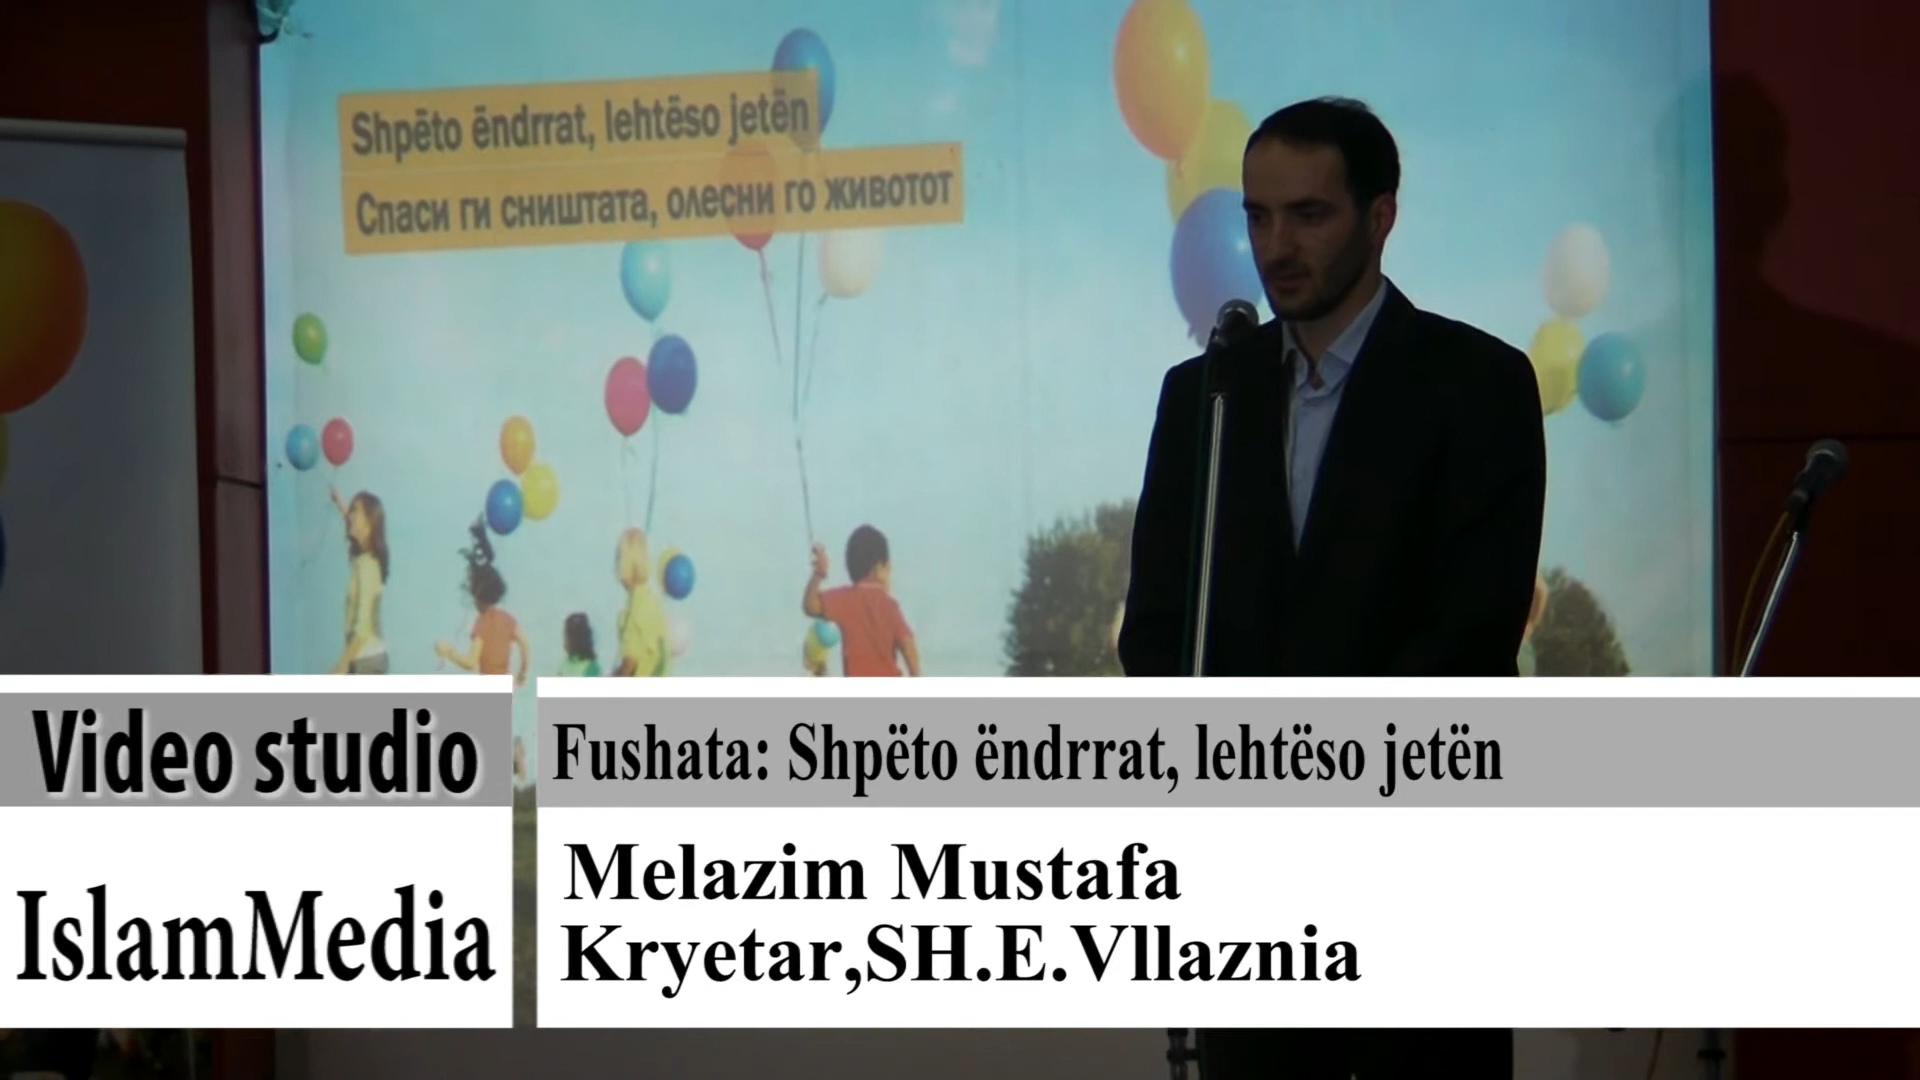 Shpëto ëndrrat, lehtëso jetën
Спаси ги сништата, олесни го животот
Video studio
IslamMedia
Fushata: Shpëto ëndrrat, lehtëso jetën
Melazim Mustafa
Kryetar,SH.E.Vllaznia